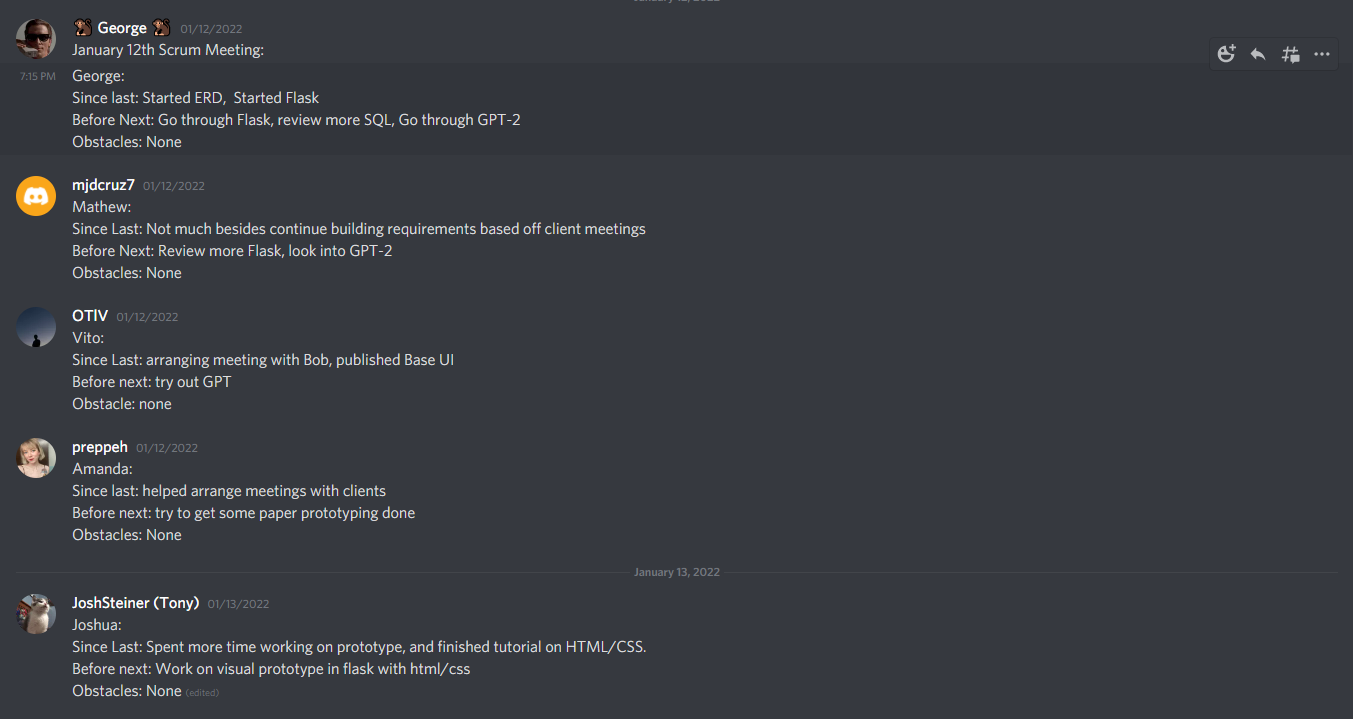 George 01/12/2022
January 12th Scrum Meeting:
7:15 PM George:
Since last: Started ERD, Started Flask
Before Next: Go through Flask, review more SQL, Go through GPT-2
Obstacles: None
mjdcruz7 01/12/2022
Mathew:
Since Last: Not much besides continue building requirements based off client meetings
Before Next: Review more Flask, look into GPT-2
Obstacles: None
OTIV 01/12/2022
Vito:
Since Last: arranging meeting with Bob, published Base UI
Before next: try out GPT
Obstacle: none
preppeh 01/12/2022
Amanda:
Since last: helped arrange meetings with clients
Before next: try to get some paper prototyping done
Obstacles: None
January 13, 2022
JoshSteiner (Tony) 01/13/2022
Joshua:
Since Last: Spent more time working on prototype, and finished tutorial on HTML/CSS.
Before next: Work on visual prototype in flask with html/css
Obstacles: None (edited)